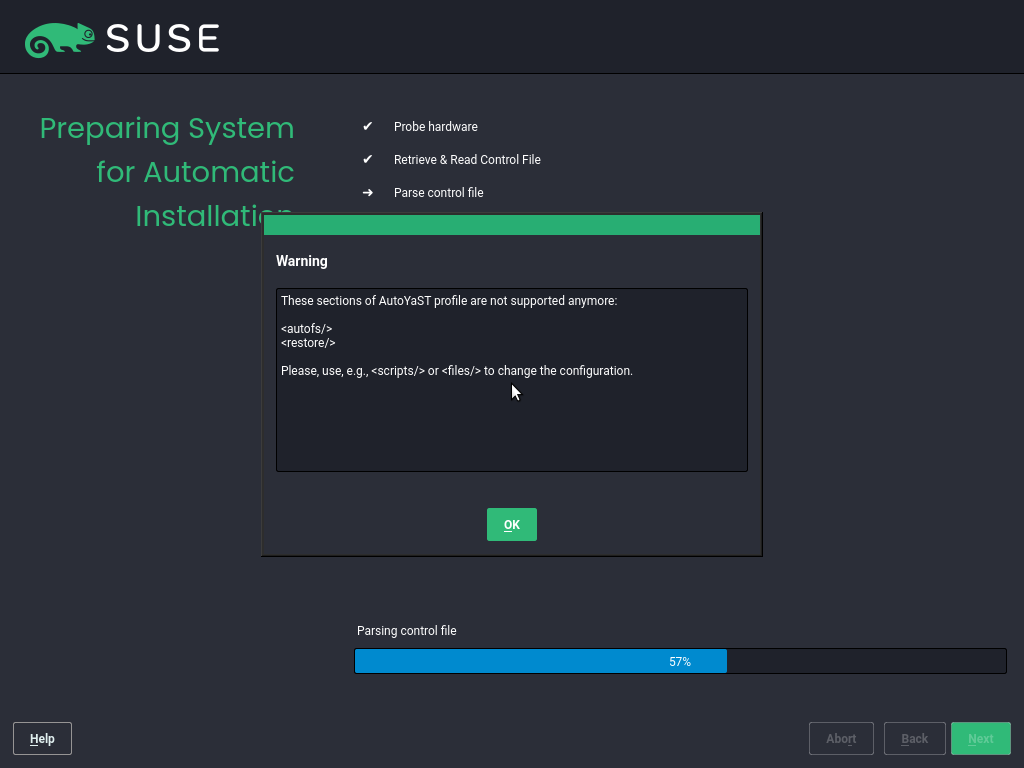 SUSE
Preparing System
for Automatic
Installation
✔ Probe hardware
✔ Retrieve & Read Control File
➜ Parse control file
Warning
These sections of AutoYaST profile are not supported anymore:
<autofs/>
<restore/>
Please, use, e.g., <scripts/> or <files/> to change the configuration.
OK
Parsing control file
57%
Help
Abort
Back
Next